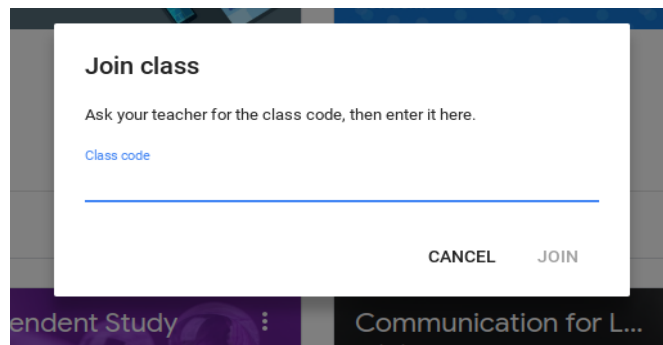 Join class
Ask your teacher for the class code, then enter it here.
Class code
CANCEL JOIN
endent Study
Communication for L...